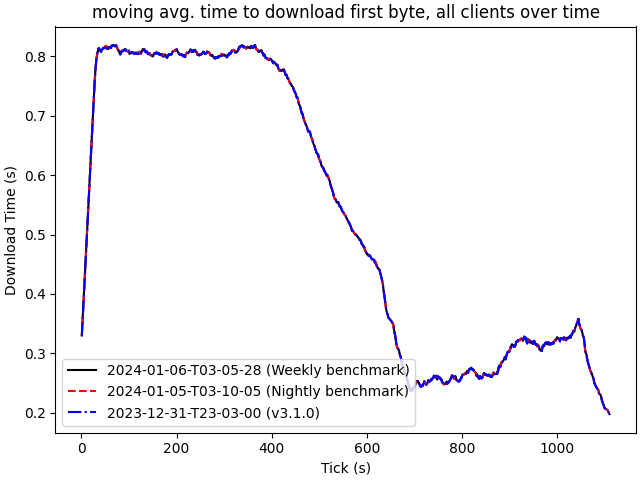 moving avg. time to download first byte, all clients over time
Download Time (s)
0.8
0.7
0.6
0.5
0.4
0.3
0.2
2024-01-06-T03-05-28 (Weekly benchmark)
2024-01-05-T03-10-05 (Nightly benchmark)
2023-12-31-T23-03-00 (v3.1.0)
0 200 400 600 800 1000
Tick (s)